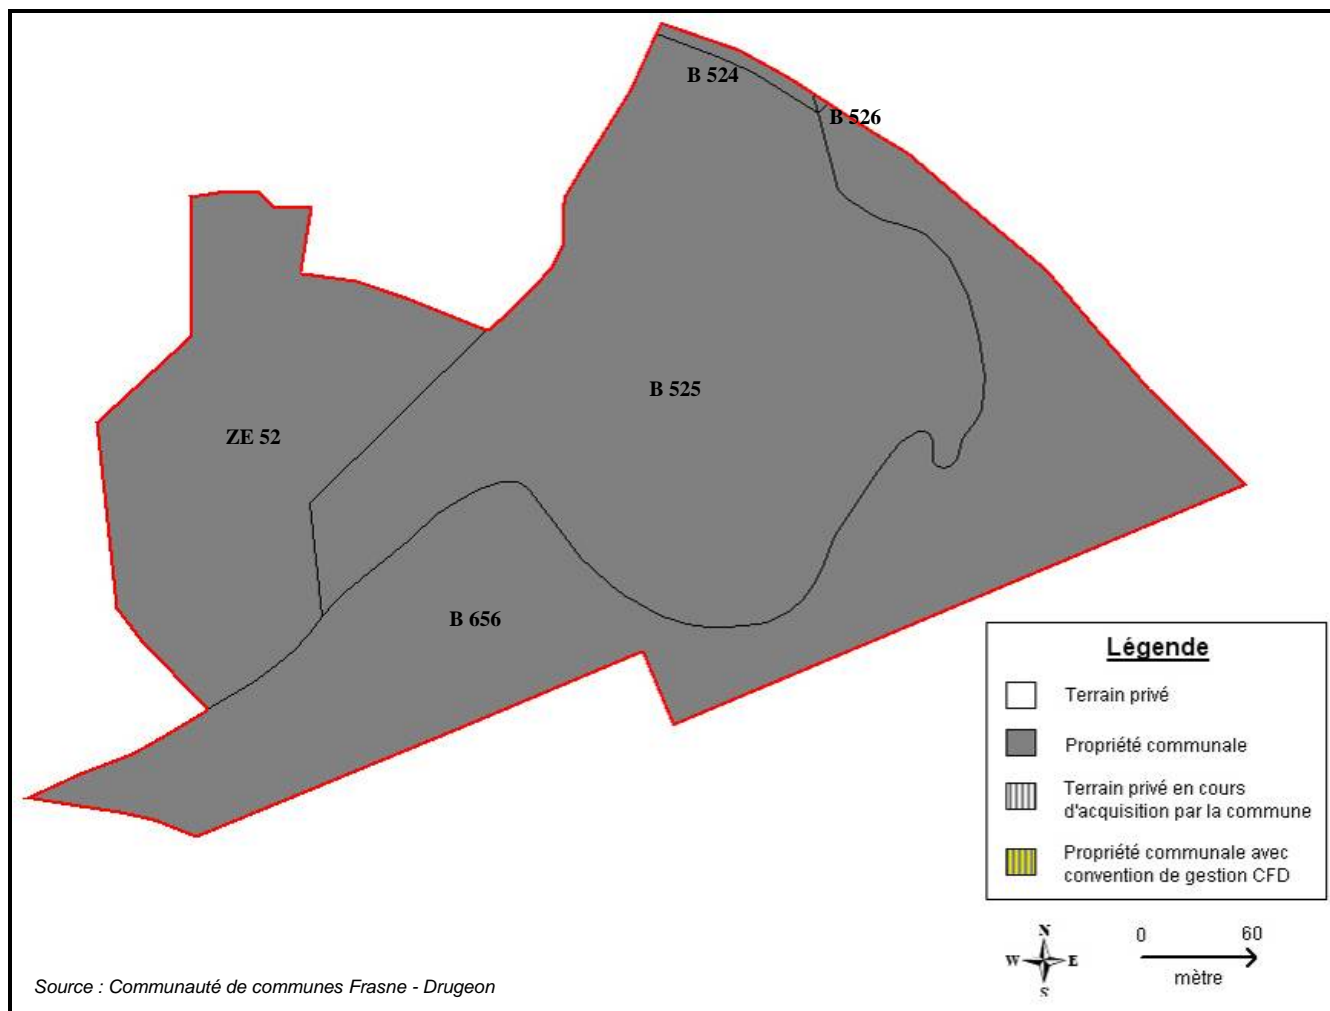 B 524
B 526
B 525
ZE 52
B 656
Légende
Terrain privé
Propriété communale
Terrain privé en cours
d'acquisition par la commune
Propriété communale avec
convention de gestion CFD
N
W E
S
0 60
mètre
Source : Communauté de communes Frasne - Drugeon